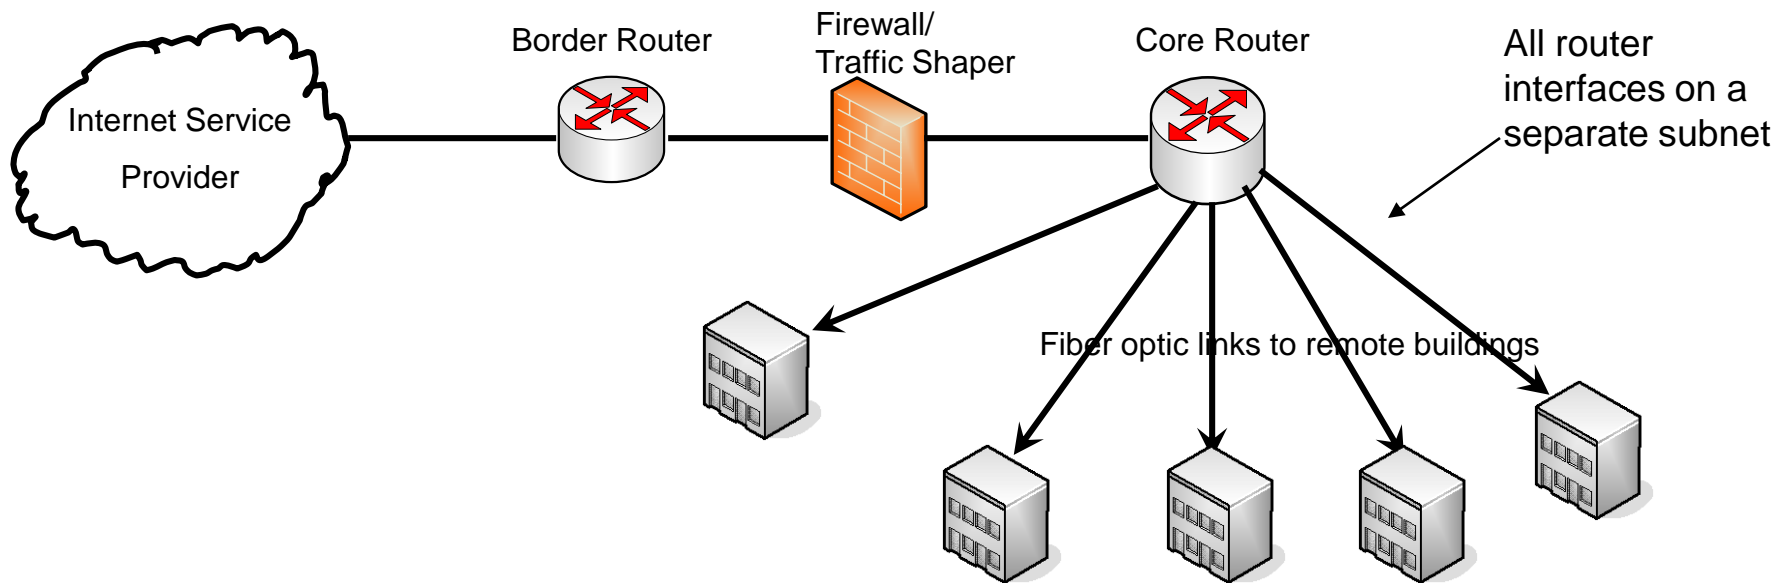 Internet Service
Provider
Border Router
Firewall/
Traffic Shaper
Core Router
All router
interfaces on a
separate subnet
Fiber optic links to remote buildings